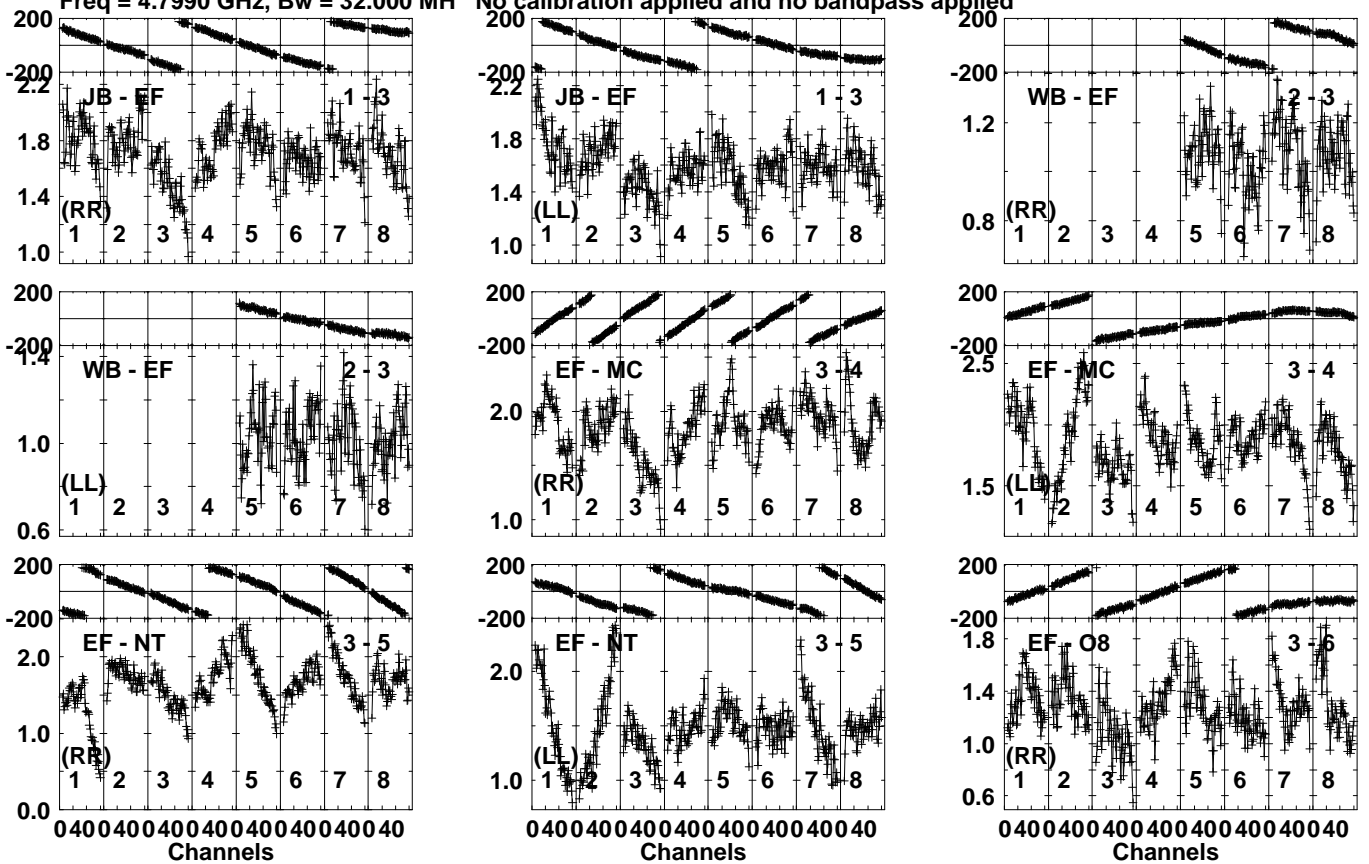 Freq = 4.7990 GHz, Bw = 32.000 MH No calibration applied and no bandpass applied
200
-200
2.2
1.8
1.4
1.0
JB - EF
1 - 3
(RR)
1 2 3 4 5 6 7 8
200
-200
2.2
1.8
1.4
1.0
JB - EF
1 - 3
(LL)
1 2 3 4 5 6 7 8
200
-200
1.2
0.8
WB - EF
2 - 3
(RR)
1 2 3 4 5 6 7 8
200
-200
1.4
1.0
0.6
WB - EF
2 - 3
(LL)
1 2 3 4 5 6 7 8
200
-200
2.0
1.0
EF - MC
3 - 4
(RR)
1 2 3 4 5 6 7 8
200
-200
2.5
1.5
EF - MC
3 - 4
(LL)
1 2 3 4 5 6 7 8
200
-200
2.0
1.0
0.0
EF - NT
3 - 5
(RR)
1 2 3 4 5 6 7 8
0 40 0 40 0 40 0 40 0 40 0 40 0 40 0 40
Channels
200
-200
2.0
1.0
EF - NT
3 - 5
(LL)
1 2 3 4 5 6 7 8
0 40 0 40 0 40 0 40 0 40 0 40 0 40 0 40
Channels
200
-200
1.8
1.4
1.0
0.6
EF - O8
3 - 6
(RR)
1 2 3 4 5 6 7 8
0 40 0 40 0 40 0 40 0 40 0 40 0 40 0 40
Channels